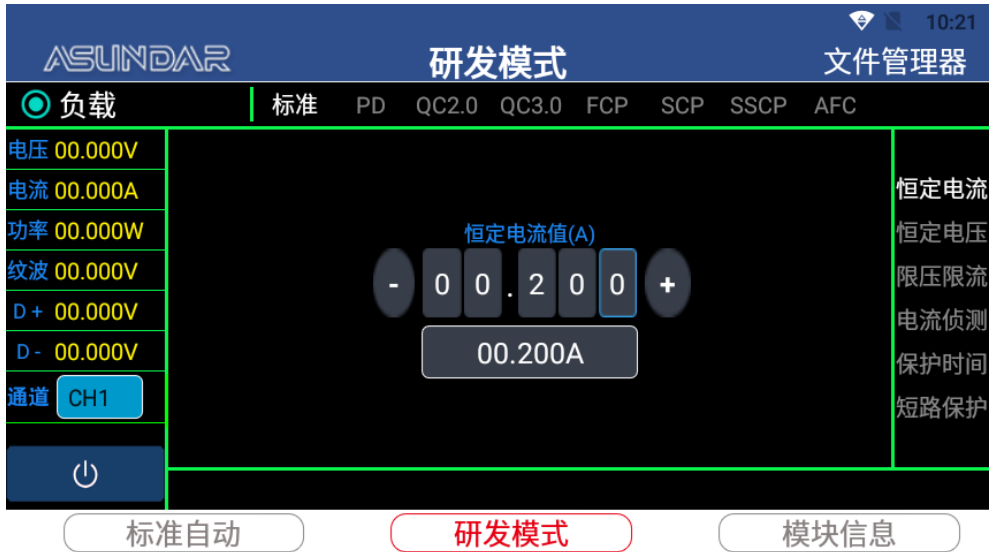 10:21
ASUNDAR 研发模式 文件管理器
负载 标准 PD QC2.0 QC3.0 FCP SCP SSCP AFC
电压 00.000V
电流 00.000A
功率 00.000W
纹波 00.000V
D + 00.000V
D - 00.000V
通道 CH1
恒定电流值(A)
- 0 0 . 2 0 0 +
00.200A
恒定电流
恒定电压
限压限流
电流侦测
保护时间
短路保护
标准自动 研发模式 模块信息